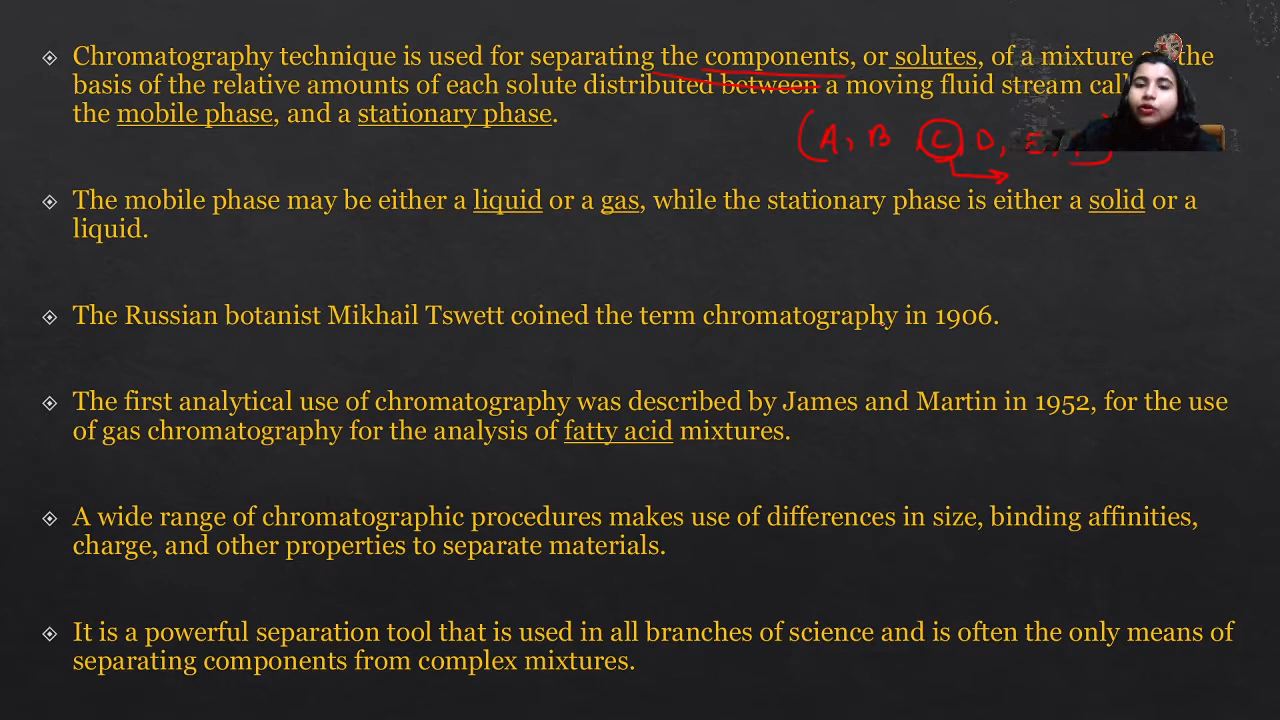 Chromatography technique is used for separating the components, or solutes, of a mixture the
basis of the relative amounts of each solute distributed between a moving fluid stream
the mobile phase, and a stationary phase.
(A, B, C, D, E,
The mobile phase may be either a liquid or a gas, while the stationary phase is either a solid or a
liquid.
The Russian botanist Mikhail Tswett coined the term chromatography in 1906.
The first analytical use of chromatography was described by James and Martin in 1952, for the use
of gas chromatography for the analysis of fatty acid mixtures.
A wide range of chromatographic procedures makes use of differences in size, binding affinities,
charge, and other properties to separate materials.
It is a powerful separation tool that is used in all branches of science and is often the only means of
separating components from complex mixtures.